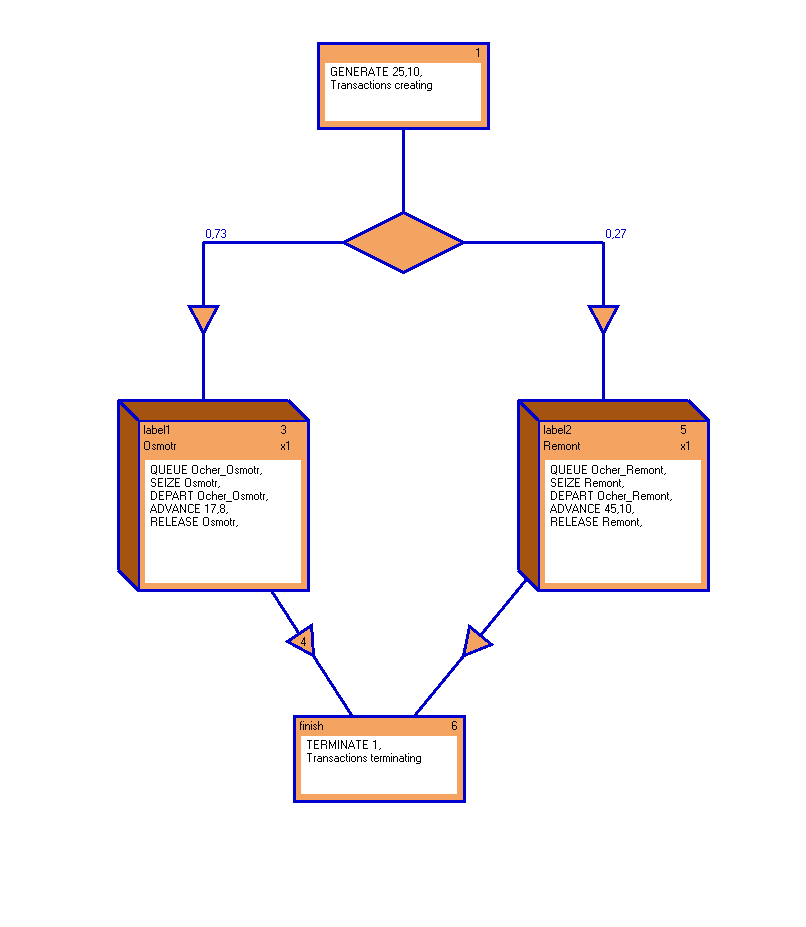 1
GENERATE 25,10,
Transactions creating
0,73
0,27
label1 3
Osmotr x1
QUEUE Ocher_Osmotr,
SEIZE Osmotr,
DEPART Ocher_Osmotr,
ADVANCE 17,8,
RELEASE Osmotr,
label2 5
Remont x1
QUEUE Ocher_Remont,
SEIZE Remont,
DEPART Ocher_Remont,
ADVANCE 45,10,
RELEASE Remont,
4
finish 6
TERMINATE 1,
Transactions terminating